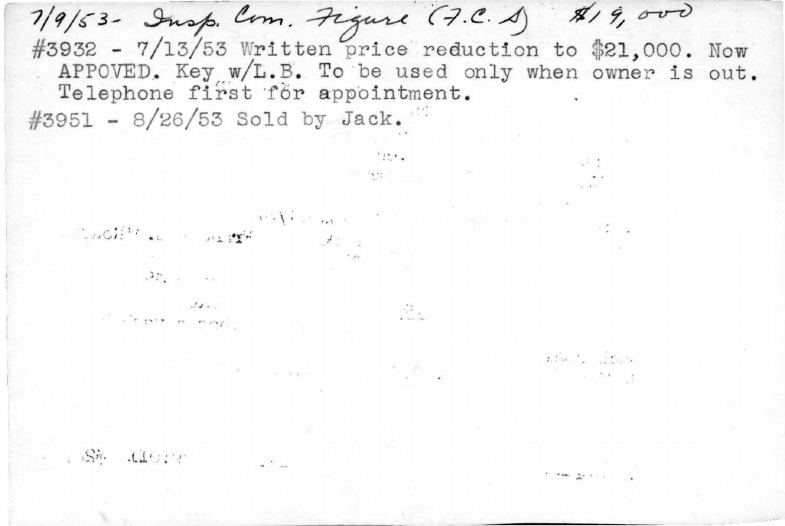 7/9/53- Insp. Com. Figure (F.C.S) $19,000
#3932 - 7/13/53 Written price reduction to $21,000. Now
APPOVED. Key w/L.B. To be used only when owner is out.
Telephone first for appointment.
#3951 - 8/26/53 Sold by Jack.